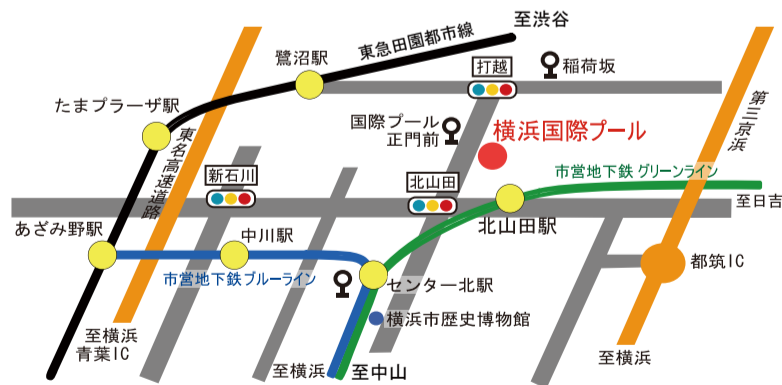 至渋谷
東急田園都市線
鷺沼駅
打越
稲荷坂
たまプラーザ駅
国際プール
正門前
横浜国際プール
第三京浜
東名高速道路
新石川
北山田
市営地下鉄 グリーンライン
至日吉
あざみ野駅
中川駅
北山田駅
市営地下鉄 ブルーライン
センター北駅
都筑IC
横浜市歴史博物館
至横浜
青葉IC
至横浜
至中山
至横浜